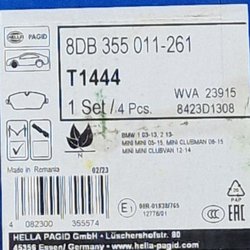 HELLA PAGID
8DB 355 011-261
T1444
WVA 23915
1 Set / 4 Pcs. 8423D1308
BMW 1 03-13, 2 13-
MINI MINI 05-15, MINI CLUBMAN 08-15
MINI MINI CLUBVAN 12-14
Made in Romania
02/23
E1
90R-01838/765
12776/01
EAC
4 082300 355574
HELLA PAGID GmbH - Lüschershofstr. 80
45356 Essen/ Germany www.hella-pagid.com